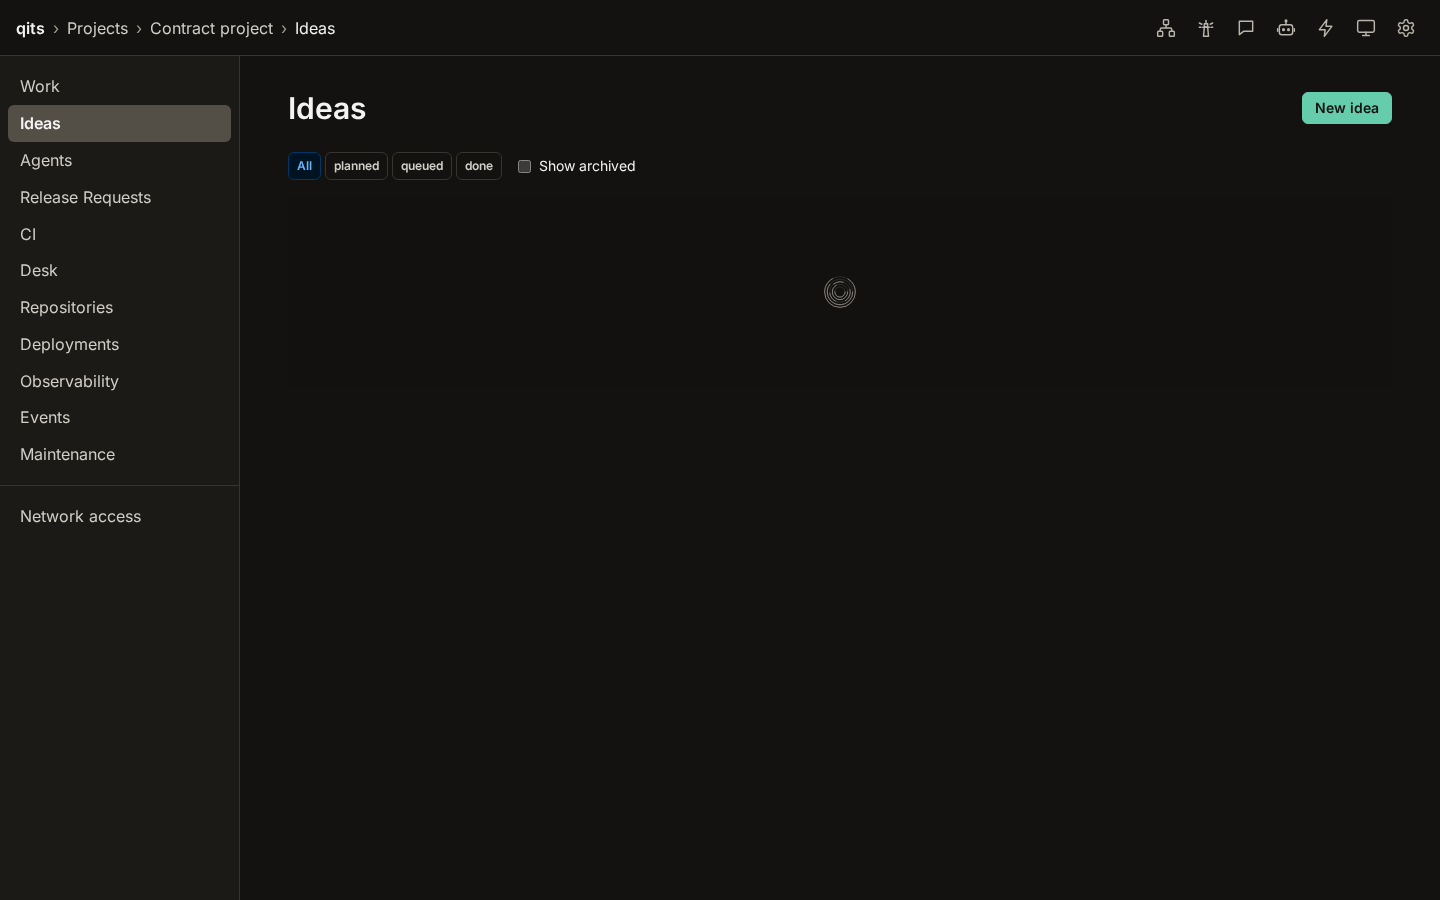 qits › Projects › Contract project › Ideas
Work
Ideas
Agents
Release Requests
CI
Desk
Repositories
Deployments
Observability
Events
Maintenance
Network access
Ideas
New idea
All planned queued done Show archived